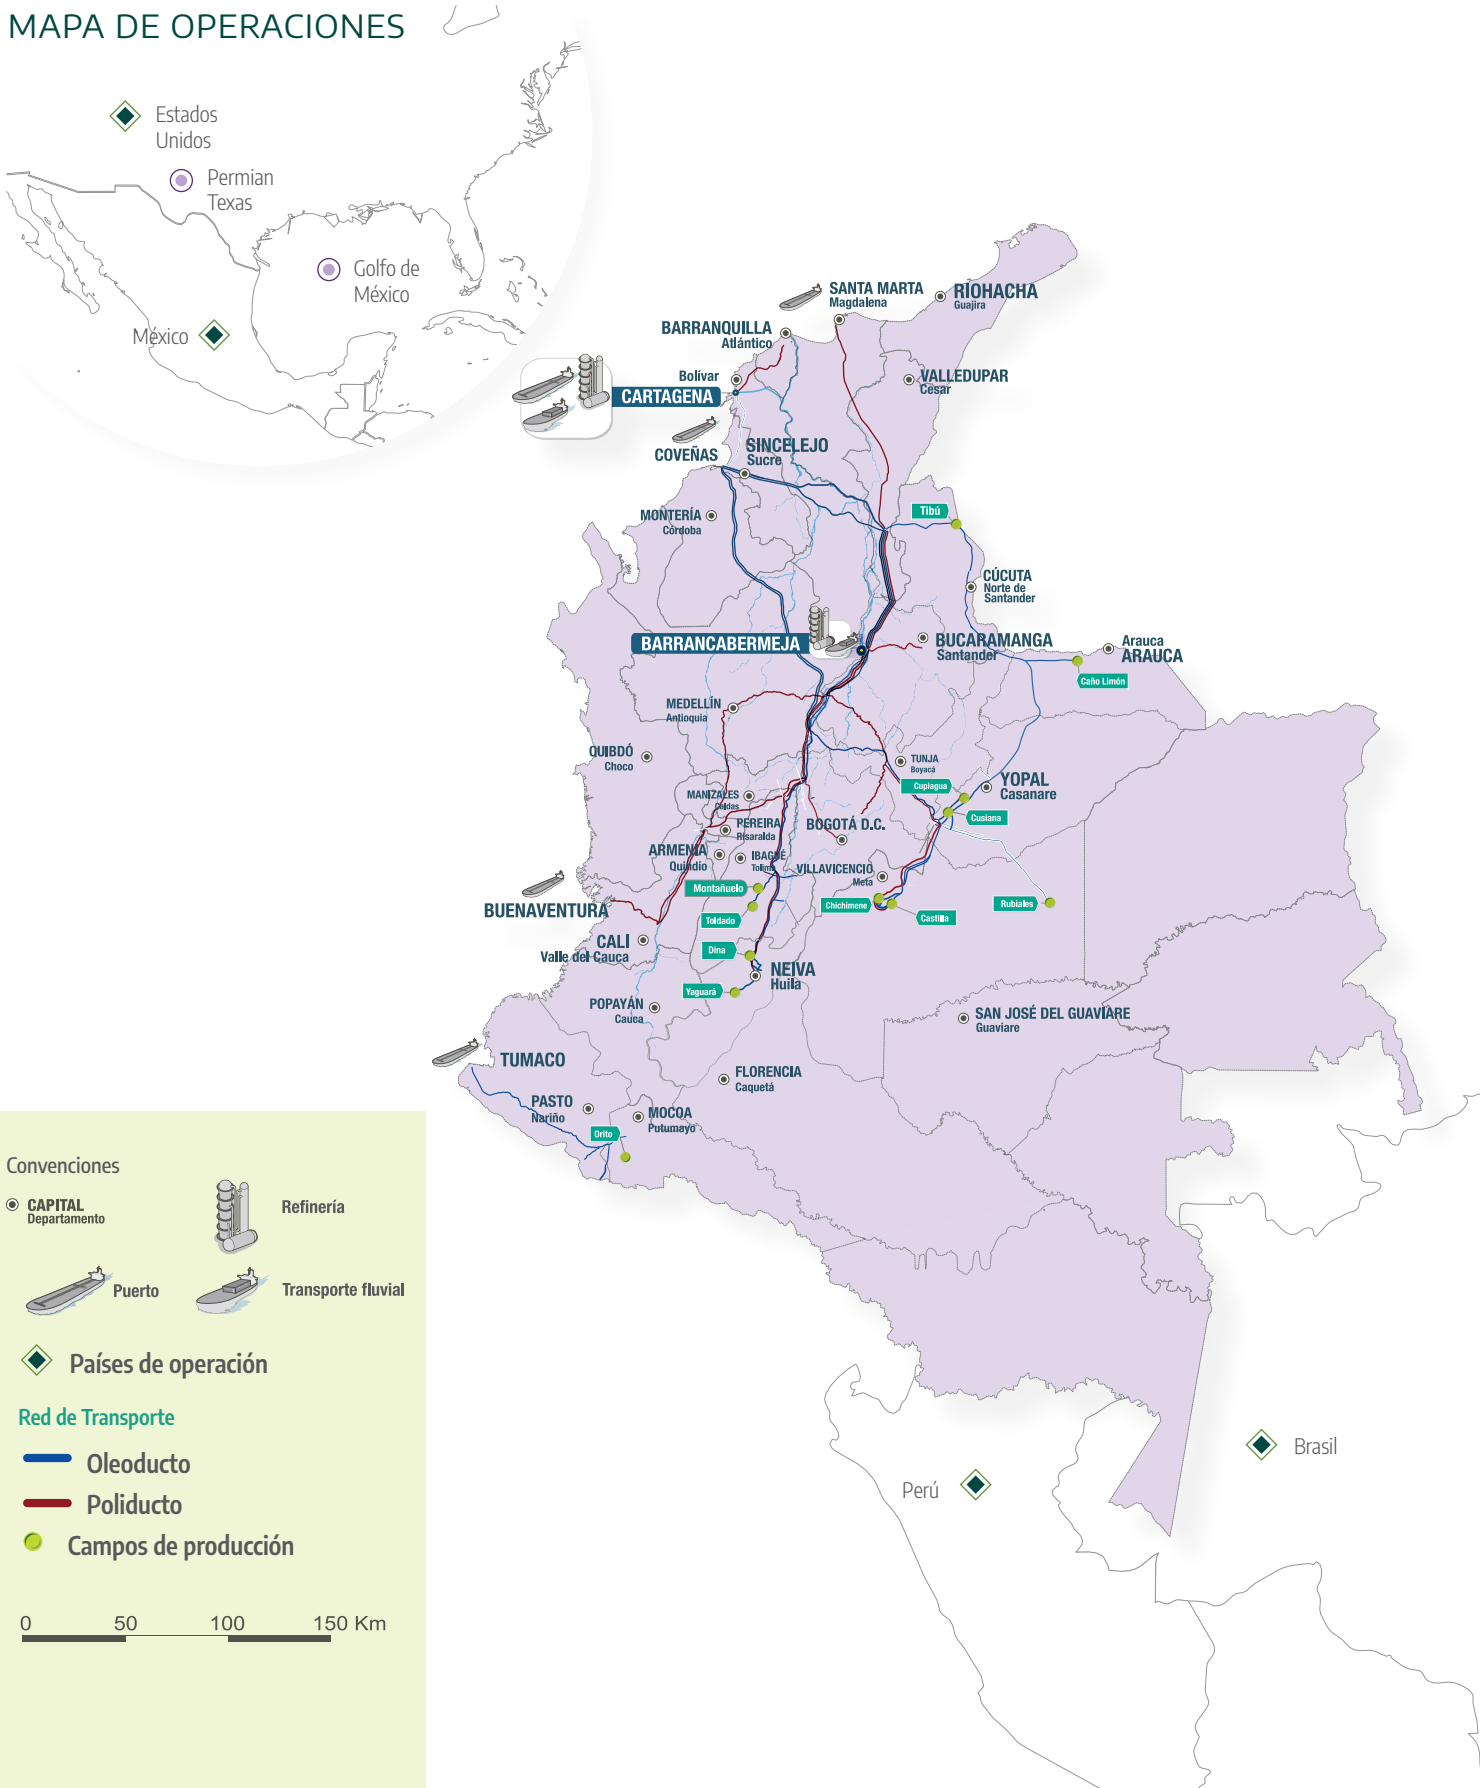 MAPA DE OPERACIONES
Estados
Unidos
Permian
Texas
Golfo de
México
México
SANTA MARTA
Magdalena
RIOHACHA
Guajira
BARRANQUILLA
Atlántico
Bolívar
CARTAGENA
VALLEDUPAR
Cesar
COVEÑAS
SINCELEJO
Sucre
MONTERÍA
Córdoba
Tibú
CÚCUTA
Norte de
Santander
BARRANCABERMEJA
BUCARAMANGA
Santander
Arauca
ARAUCA
Caño Limón
MEDELLÍN
Antioquia
QUIBDÓ
Choco
TUNJA
Boyacá
Cupiagua
YOPAL
Casanare
MANIZALES
Caldas
Cusiana
PEREIRA
Risaralda
BOGOTÁ D.C.
ARMENIA
Quindio
IBAGUÉ
Tolima
VILLAVICENCIO
Meta
Montañuelo
Chichimene
Castilla
Rubiales
BUENAVENTURA
Toldado
CALI
Valle del Cauca
Dina
NEIVA
Huila
Yaguará
POPAYÁN
Cauca
SAN JOSÉ DEL GUAVIARE
Guaviare
TUMACO
FLORENCIA
Caquetá
PASTO
Nariño
MOCOA
Putumayo
Orito
Convenciones
CAPITAL
Departamento
Refinería
Puerto
Transporte fluvial
Países de operación
Red de Transporte
Oleoducto
Poliducto
Campos de producción
0 50 100 150 Km
Perú
Brasil